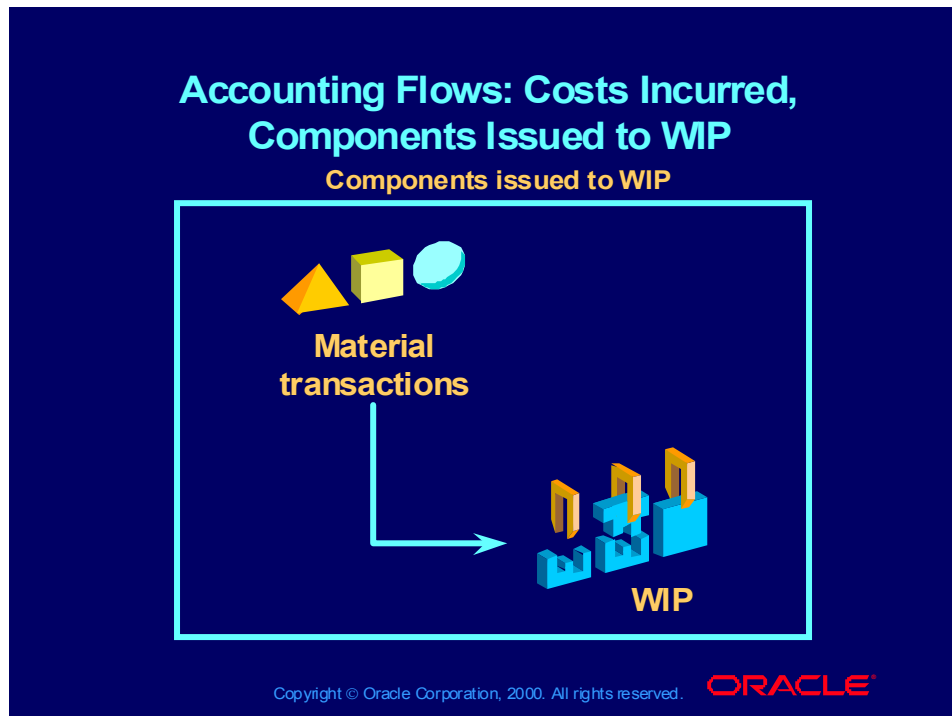 Accounting Flows: Costs Incurred,
Components Issued to WIP
Components issued to WIP
Material
transactions
WIP
Copyright © Oracle Corporation, 2000. All rights reserved.
ORACLE®